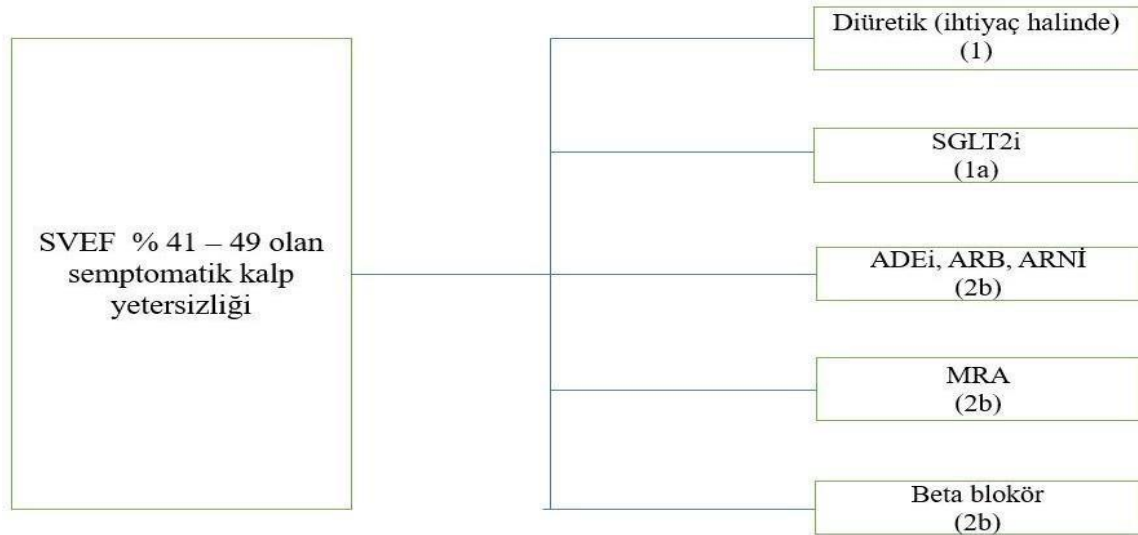 SVEF % 41 – 49 olan
semptomatik kalp
yetersizliği
Diüretik (ihtiyaç halinde)
(1)
SGLT2i
(1a)
ADEi, ARB, ARNİ
(2b)
MRA
(2b)
Beta blokör
(2b)